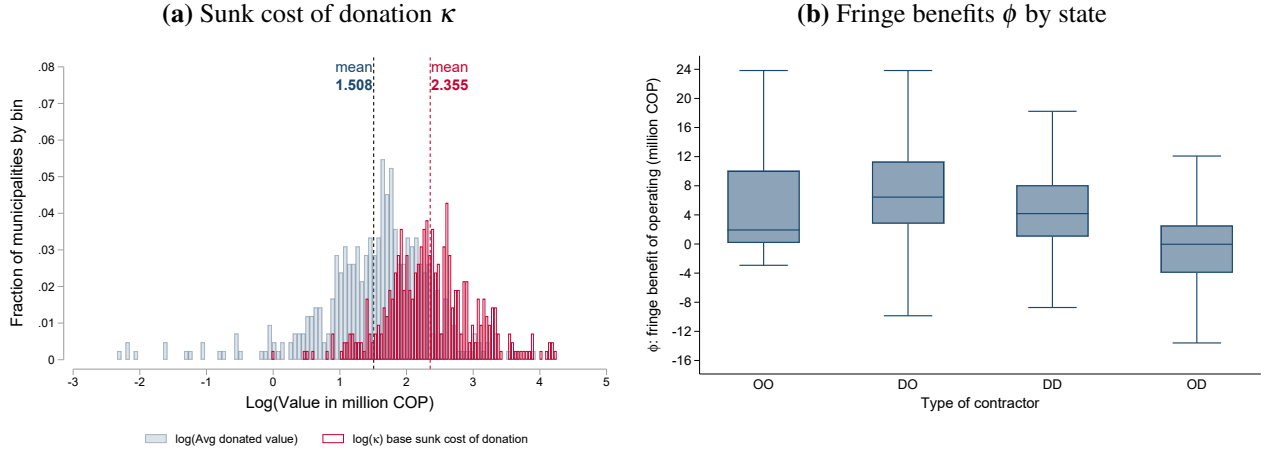 (a) Sunk cost of donation κ
Fraction of municipalities by bin
.08
.07
.06
.05
.04
.03
.02
.01
0
mean
1.508
mean
2.355
-3 -2 -1 0 1 2 3 4 5
Log(Value in million COP)
log(Avg donated value) log(κ) base sunk cost of donation
(b) Fringe benefits ϕ by state
ϕ: fringe benefit of operating (million COP)
24
20
16
12
8
4
0
-4
-8
-12
-16
OO DO DD OD
Type of contractor